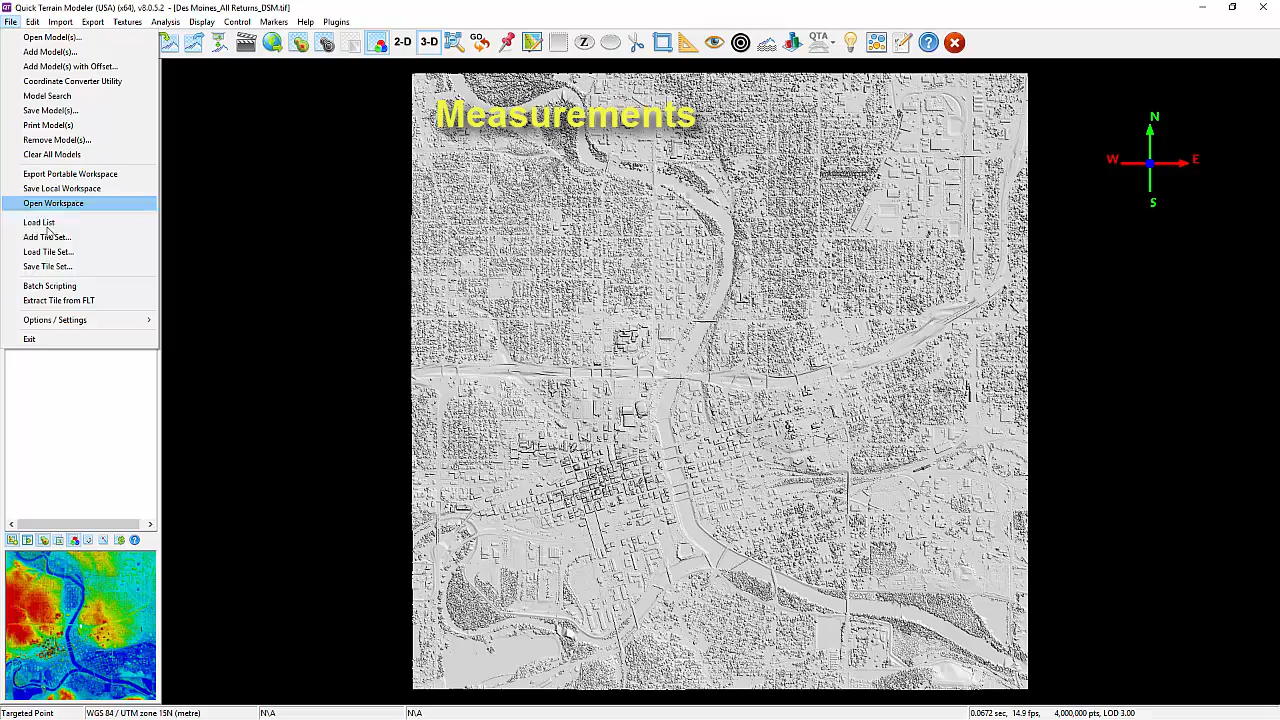 Quick Terrain Modeler (USA) (x64), v8.0.5.2 - [Des Moines_All Returns_DSM.tif]
File Edit Import Export Textures Analysis Display Control Markers Help Plugins
2-D 3-D GO Z QTA
Open Model(s)...
Add Model(s)...
Add Model(s) with Offset...
Coordinate Converter Utility
Model Search
Save Model(s)...
Print Model(s)
Remove Model(s)...
Clear All Models
Export Portable Workspace
Save Local Workspace
Open Workspace
Load List
Add Tile Set...
Load Tile Set...
Save Tile Set...
Batch Scripting
Extract Tile from FLT
Options / Settings
Exit
Measurements
N
W E
S
Targeted Point WGS 84 / UTM zone 15N (metre) N/A N/A 0.0672 sec, 14.9 fps, 4,000,000 pts, LOD 3.00